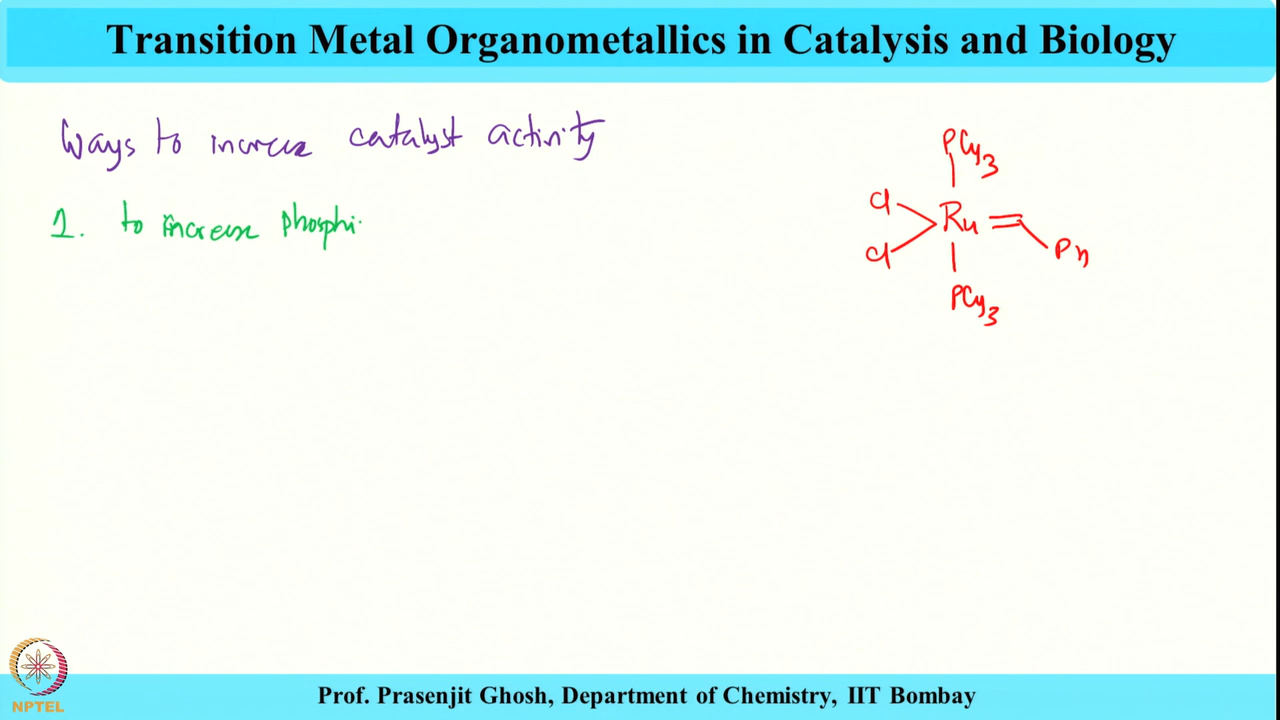 Transition Metal Organometallics in Catalysis and Biology
Ways to increase catalyst activity
1. to increase phosphi
PCy3
Cl
Ru
Cl
Ph
PCy3
NPTEL
Prof. Prasenjit Ghosh, Department of Chemistry, IIT Bombay